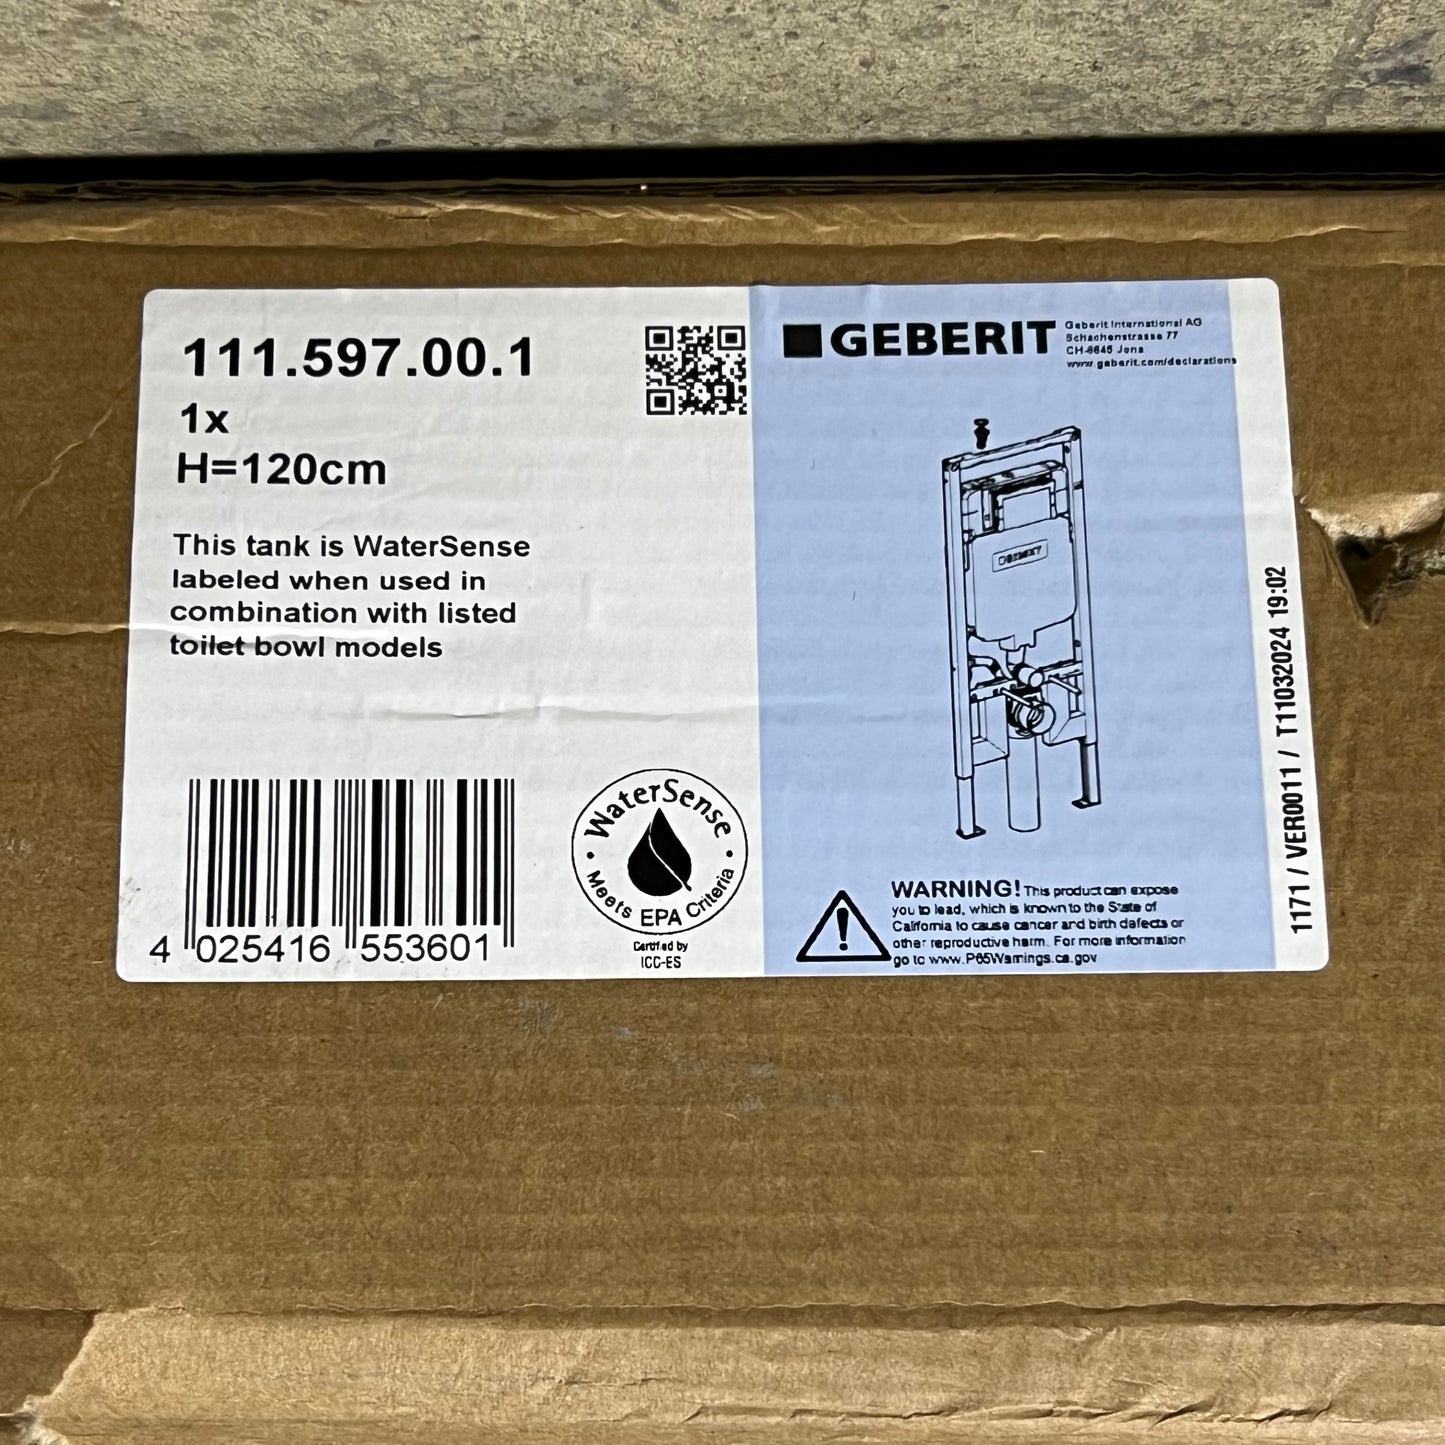 111.597.00.1
1x
H=120cm
This tank is WaterSense
labeled when used in
combination with listed
toilet bowl models
4 025416 553601
WaterSense
Meets EPA Criteria
Certified by
ICC-ES
GEBERIT
Geberit International AG
Schachenstrasse 77
CH-8645 Jona
www.geberit.com/declarations
GEBERIT
WARNING! This product can expose
you to lead, which is known to the State of
California to cause cancer and birth defects or
other reproductive harm. For more information
go to www.P65Warnings.ca.gov
1171 / VER0011 / T11032024 19:02